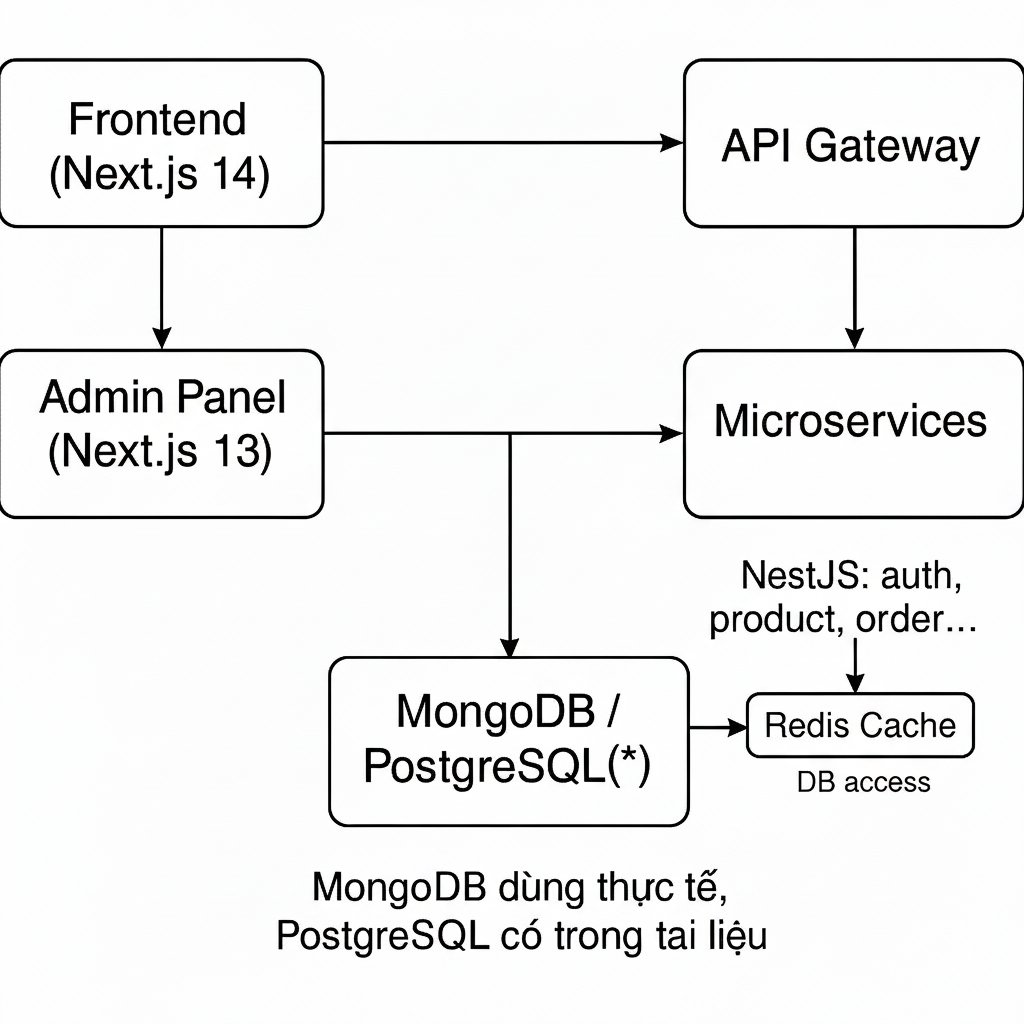 Frontend
(Next.js 14)
API Gateway
Admin Panel
(Next.js 13)
Microservices
NestJS: auth,
product, order...
MongoDB /
PostgreSQL(*)
Redis Cache
DB access
MongoDB dùng thực tế,
PostgreSQL có trong tai liệu